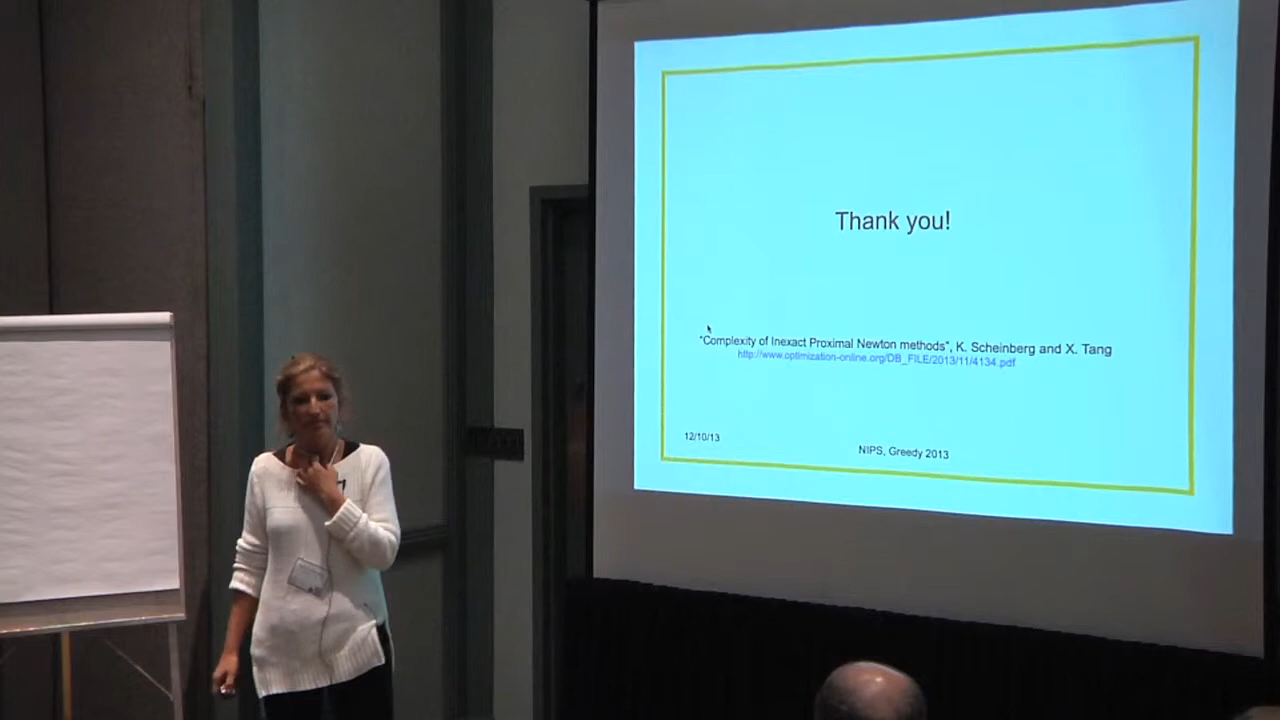 Thank you!
"Complexity of Inexact Proximal Newton methods", K. Scheinberg and X. Tang
http://www.optimization-online.org/DB_FILE/2013/11/4134.pdf
12/10/13
NIPS, Greedy 2013